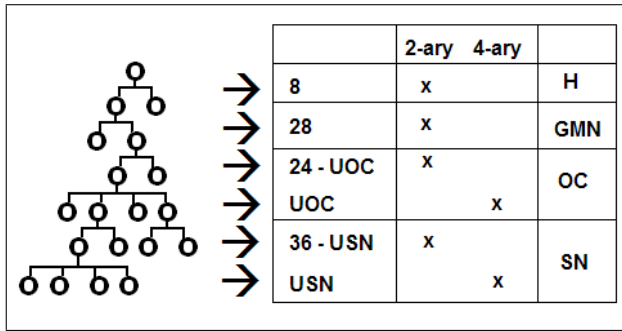 2-ary 4-ary
8 x H
28 x GMN
24 - UOC x
OC
UOC x
36 - USN x
SN
USN x